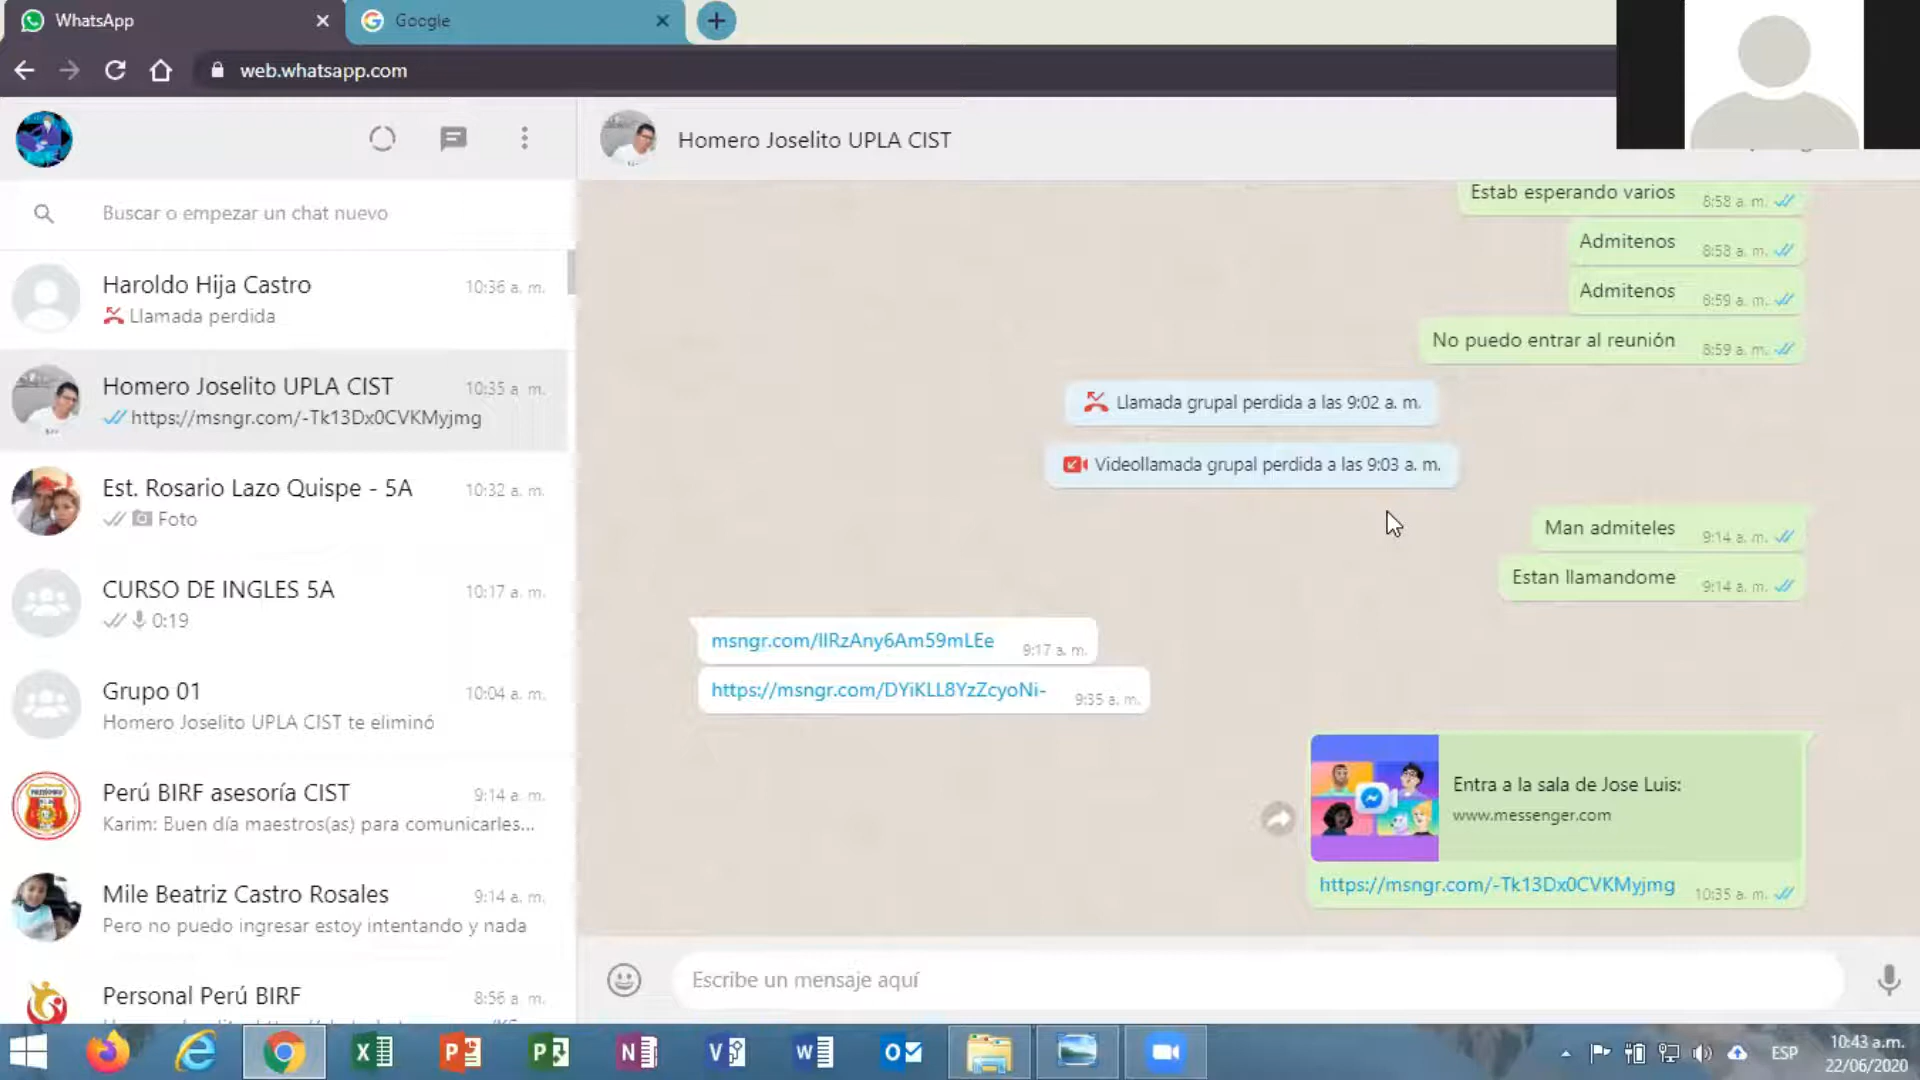 WhatsApp
Google
web.whatsapp.com
Homero Joselito UPLA CIST
Buscar o empezar un chat nuevo
Haroldo Hija Castro
10:36 a. m.
Llamada perdida
Homero Joselito UPLA CIST
10:35 a. m.
https://msngr.com/-Tk13Dx0CVKMyjmg
Est. Rosario Lazo Quispe - 5A
10:32 a. m.
Foto
CURSO DE INGLES 5A
10:17 a. m.
0:19
Grupo 01
10:04 a. m.
Homero Joselito UPLA CIST te eliminó
Perú BIRF asesoría CIST
9:14 a. m.
Karim: Buen día maestros(as) para comunicarles...
Mile Beatriz Castro Rosales
9:14 a. m.
Pero no puedo ingresar estoy intentando y nada
Personal Perú BIRF
8:56 a. m.
Estab esperando varios
8:58 a. m.
Admitenos
8:58 a. m.
Admitenos
8:59 a. m.
No puedo entrar al reunión
8:59 a. m.
Llamada grupal perdida a las 9:02 a. m.
Videollamada grupal perdida a las 9:03 a. m.
Man admiteles
9:14 a. m.
Estan llamandome
9:14 a. m.
msngr.com/lIRzAny6Am59mLEe
9:17 a. m.
https://msngr.com/DYiKLL8YzZcyoNi-
9:35 a. m.
Entra a la sala de Jose Luis:
www.messenger.com
https://msngr.com/-Tk13Dx0CVKMyjmg
10:35 a. m.
Escribe un mensaje aquí
ESP
10:43 a.m.
22/06/2020